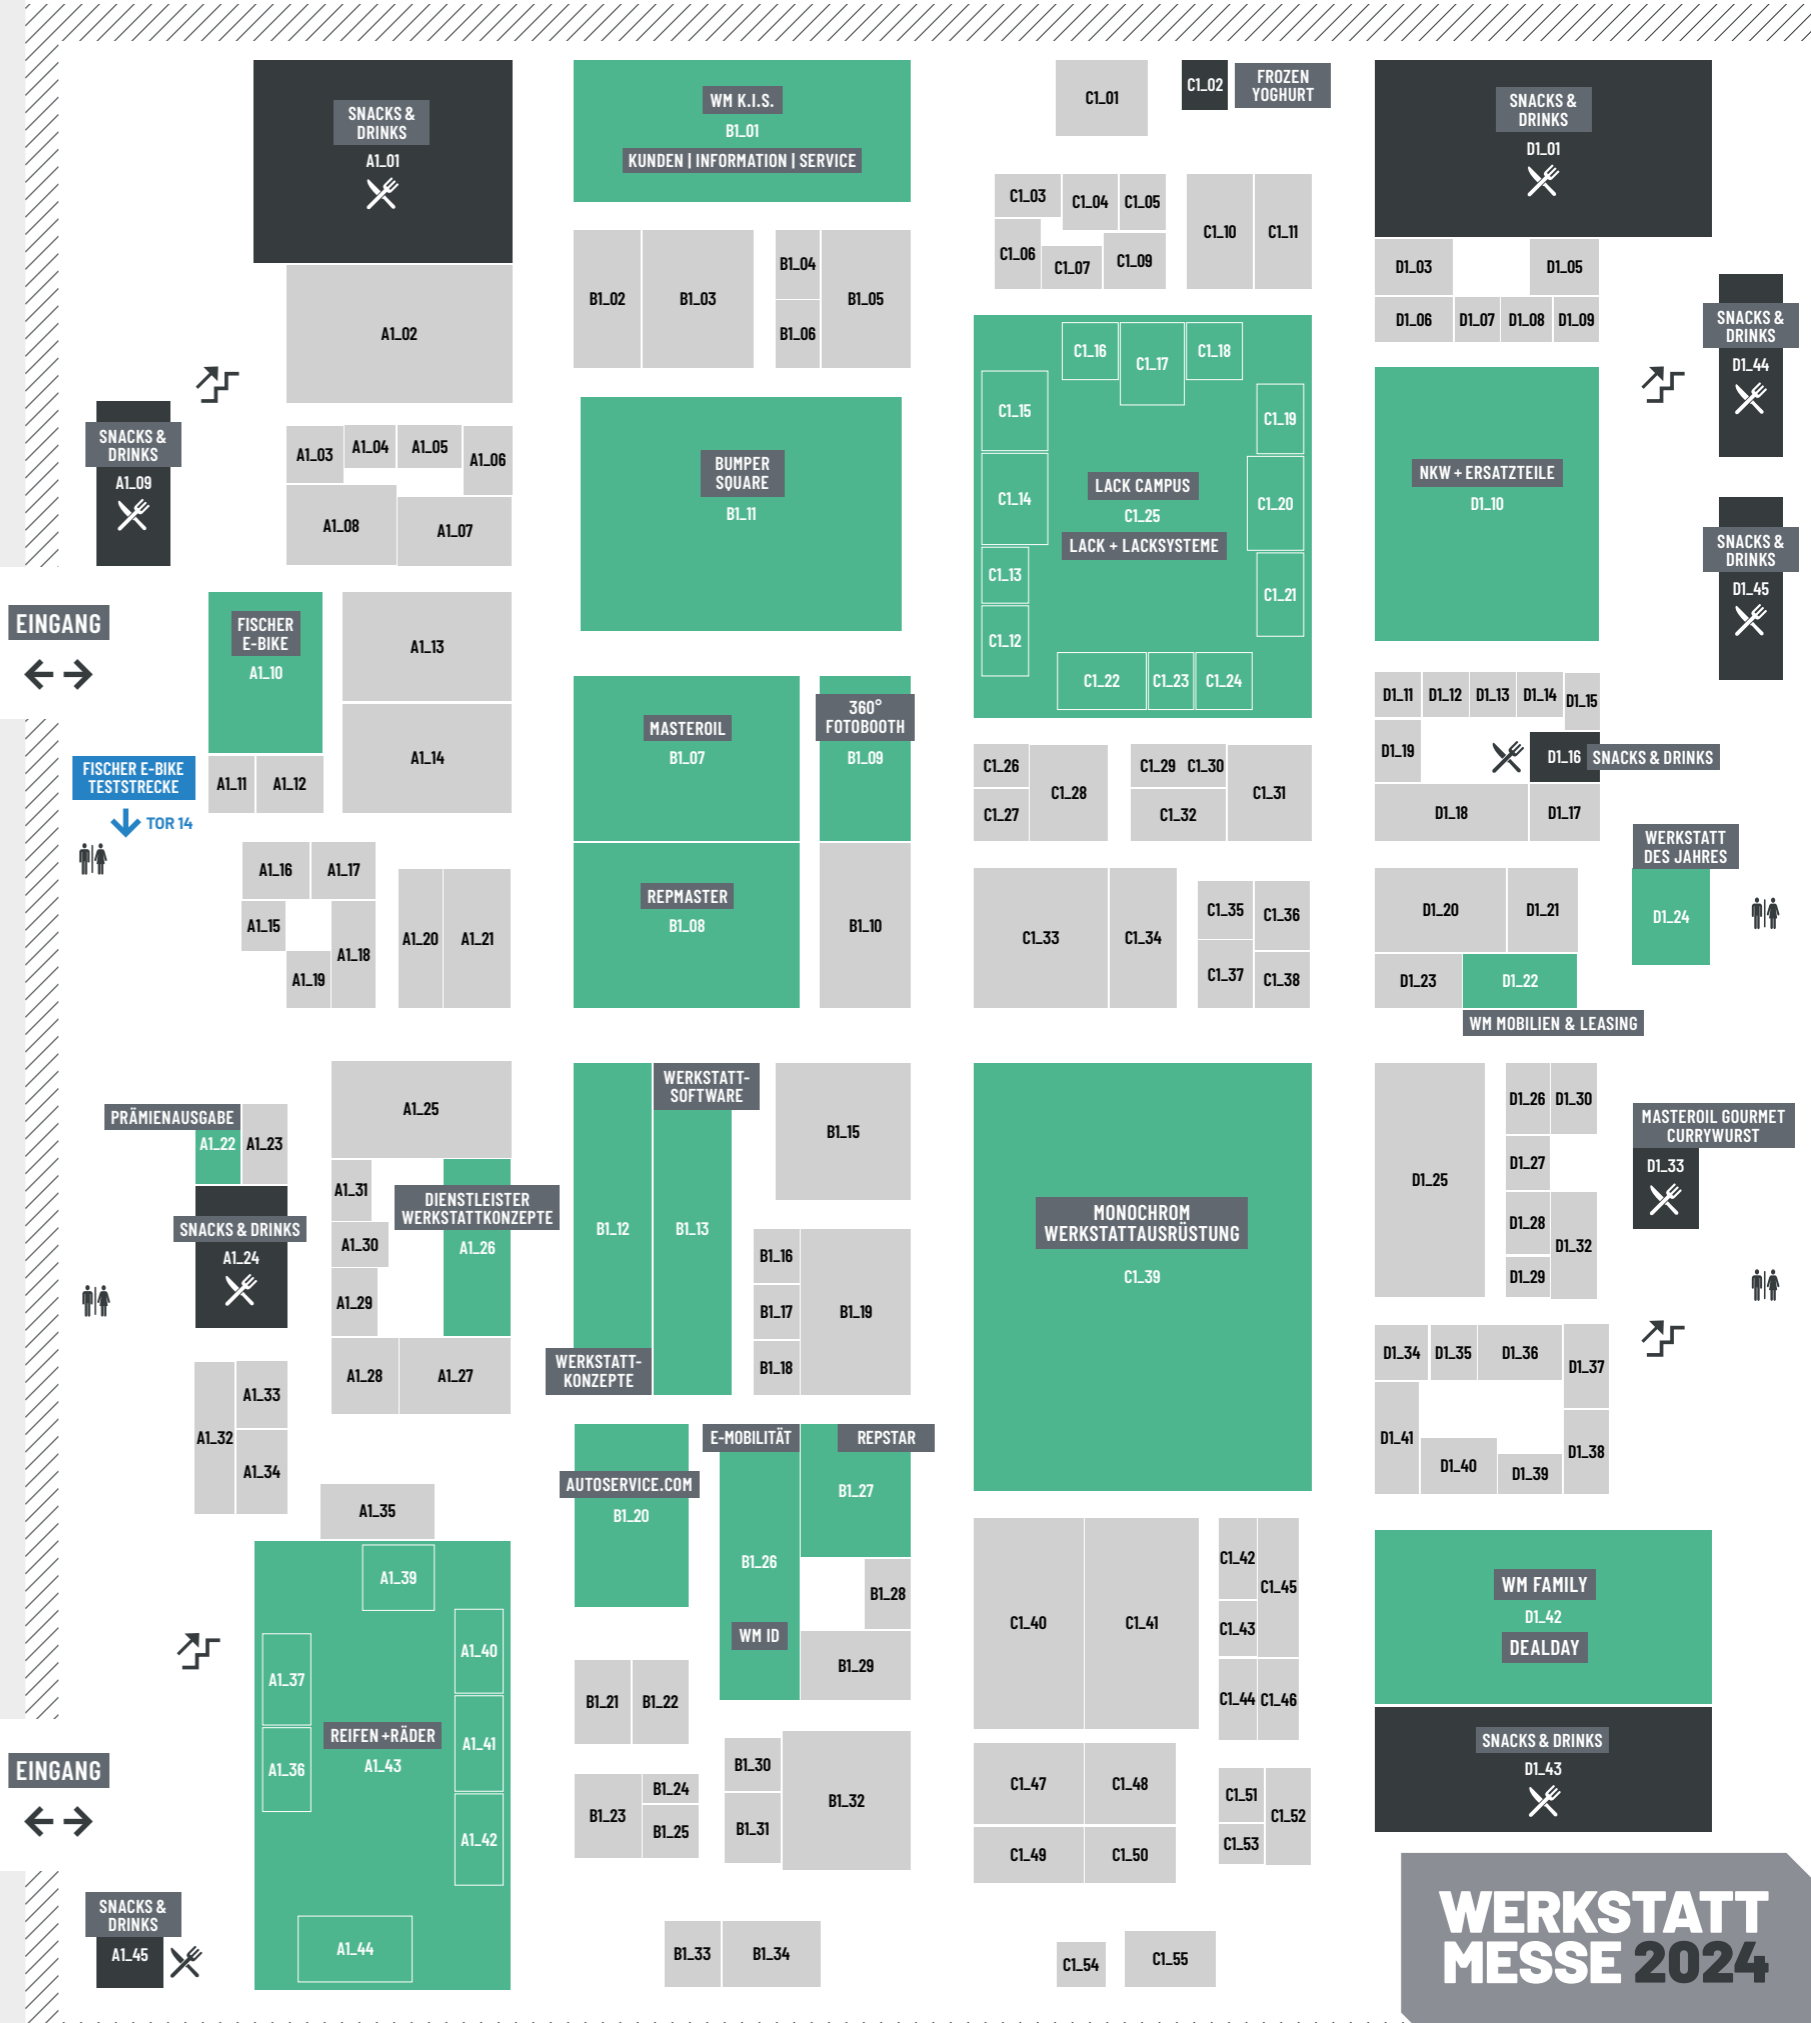 SNACKS &
DRINKS
A1_01
WM K.I.S.
B1_01
KUNDEN | INFORMATION | SERVICE
C1_01
C1_02
FROZEN
YOGHURT
SNACKS &
DRINKS
D1_01
A1_02
B1_02
B1_03
B1_04
B1_05
B1_06
C1_03
C1_04
C1_05
C1_06
C1_07
C1_09
C1_10
C1_11
D1_03
D1_05
D1_06
D1_07
D1_08
D1_09
SNACKS &
DRINKS
D1_44
SNACKS &
DRINKS
A1_09
A1_03
A1_04
A1_05
A1_06
A1_08
A1_07
BUMPER
SQUARE
B1_11
C1_16
C1_17
C1_18
C1_15
C1_19
C1_14
LACK CAMPUS
C1_25
LACK + LACKSYSTEME
C1_20
C1_13
C1_21
C1_12
C1_22
C1_23
C1_24
NKW + ERSATZTEILE
D1_10
SNACKS &
DRINKS
D1_45
EINGANG
FISCHER
E-BIKE
A1_10
A1_13
A1_14
A1_11
A1_12
FISCHER E-BIKE
TESTSTRECKE
TOR 14
MASTEROIL
B1_07
360°
FOTOBOOTH
B1_09
REPMASTER
B1_08
B1_10
C1_26
C1_27
C1_28
C1_29
C1_30
C1_31
C1_32
D1_11
D1_12
D1_13
D1_14
D1_15
D1_19
D1_16
SNACKS & DRINKS
D1_18
D1_17
WERKSTATT
DES JAHRES
D1_24
A1_16
A1_17
A1_15
A1_18
A1_19
A1_20
A1_21
C1_33
C1_34
C1_35
C1_36
C1_37
C1_38
D1_20
D1_21
D1_23
D1_22
WM MOBILIEN & LEASING
PRÄMIENAUSGABE
A1_22
A1_23
SNACKS & DRINKS
A1_24
A1_25
A1_31
A1_30
A1_29
DIENSTLEISTER
WERKSTATTKONZEPTE
A1_26
A1_28
A1_27
WERKSTATT-
SOFTWARE
B1_12
B1_13
WERKSTATT-
KONZEPTE
B1_15
B1_16
B1_17
B1_18
B1_19
MONOCHROM
WERKSTATTAUSRÜSTUNG
C1_39
D1_25
D1_26
D1_30
D1_27
D1_28
D1_32
D1_29
MASTEROIL GOURMET
CURRYWURST
D1_33
A1_32
A1_33
A1_34
A1_35
AUTOSERVICE.COM
B1_20
E-MOBILITÄT
REPSTAR
B1_27
B1_26
WM ID
B1_28
B1_29
D1_34
D1_35
D1_36
D1_37
D1_41
D1_40
D1_39
D1_38
A1_39
A1_40
A1_37
A1_41
A1_36
REIFEN +RÄDER
A1_43
A1_42
A1_44
B1_21
B1_22
B1_23
B1_24
B1_25
B1_30
B1_31
B1_32
B1_33
B1_34
C1_40
C1_41
C1_42
C1_43
C1_45
C1_44
C1_46
C1_47
C1_48
C1_49
C1_50
C1_51
C1_52
C1_53
C1_54
C1_55
WM FAMILY
D1_42
DEALDAY
SNACKS & DRINKS
D1_43
EINGANG
SNACKS &
DRINKS
A1_45
WERKSTATT
MESSE 2024